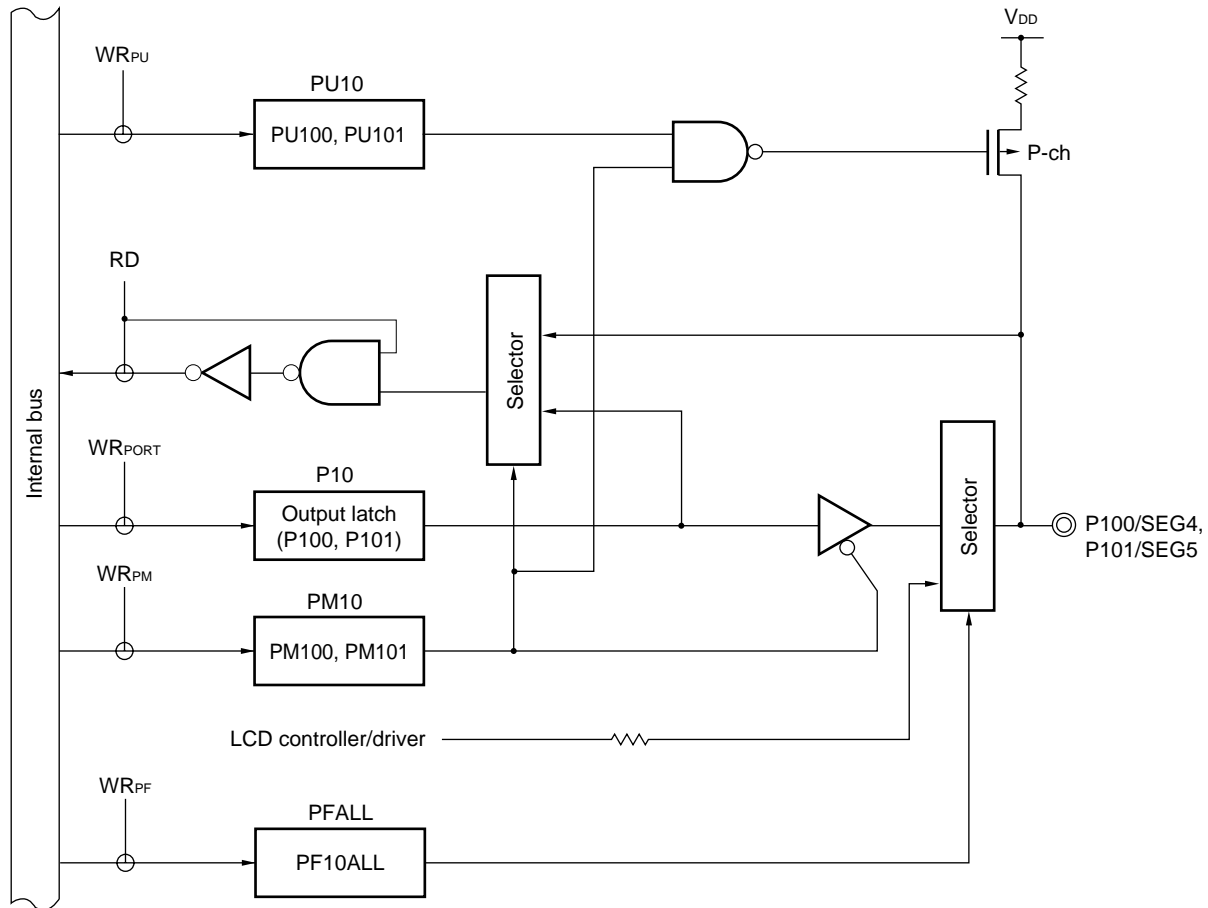 VDD
WRPU
PU10
PU100, PU101
P-ch
RD
Selector
Internal bus
WRPORT
P10
Output latch
(P100, P101)
Selector
P100/SEG4,
P101/SEG5
WRPM
PM10
PM100, PM101
LCD controller/driver
WRPF
PFALL
PF10ALL